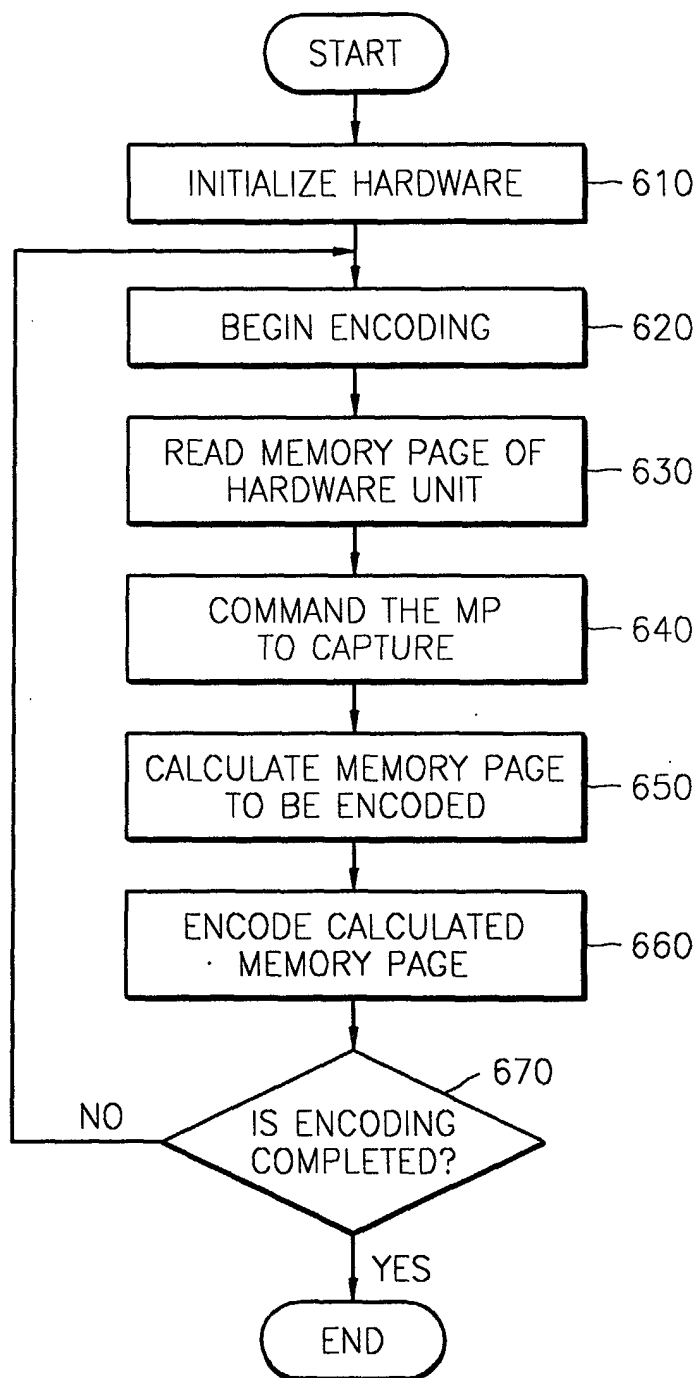 START
INITIALIZE HARDWARE
610
BEGIN ENCODING
620
READ MEMORY PAGE OF
HARDWARE UNIT
630
COMMAND THE MP
TO CAPTURE
640
CALCULATE MEMORY PAGE
TO BE ENCODED
650
ENCODE CALCULATED
MEMORY PAGE
660
670
NO
IS ENCODING
COMPLETED?
YES
END